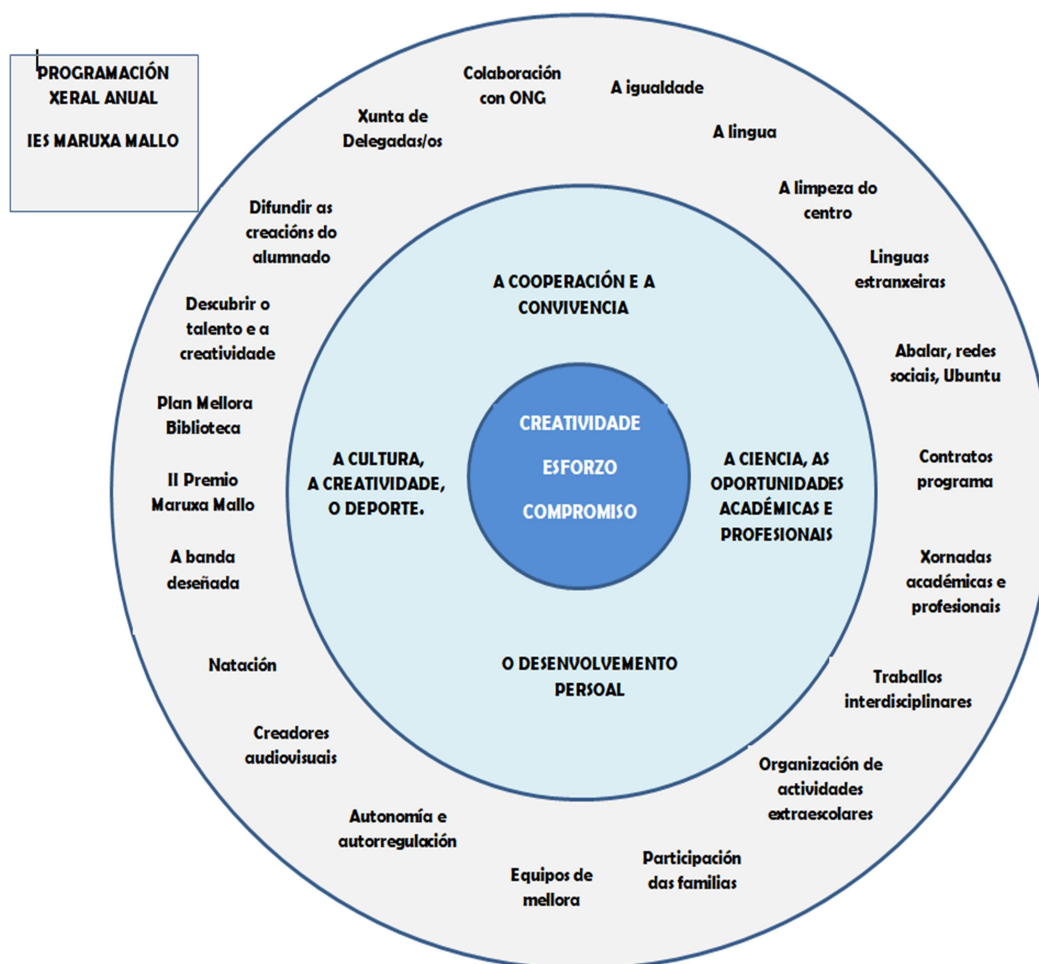 PROGRAMACIÓN
XERAL ANUAL
IES MARUXA MALLO
Colaboración
con ONG
A igualdade
A lingua
A limpeza do
centro
Linguas
estranxeiras
Abalar, redes
sociais, Ubuntu
Contratos
programa
Xornadas
académicas e
profesionais
Traballos
interdisciplinares
Organización de
actividades
extraescolares
Participación
das familias
Equipos de
mellora
Autonomía e
autorregulación
Creadores
audiovisuais
Natación
A banda
deseñada
II Premio
Maruxa Mallo
Plan Mellora
Biblioteca
Descubrir o
talento e a
creatividade
Difundir as
creacións do
alumnado
Xunta de
Delegadas/os
A COOPERACIÓN E A
CONVIVENCIA
A CIENCIA, AS
OPORTUNIDADES
ACADÉMICAS E
PROFESIONAIS
O DESENVOLVEMENTO
PERSOAL
A CULTURA,
A CREATIVIDADE,
O DEPORTE.
CREATIVIDADE
ESFORZO
COMPROMISO